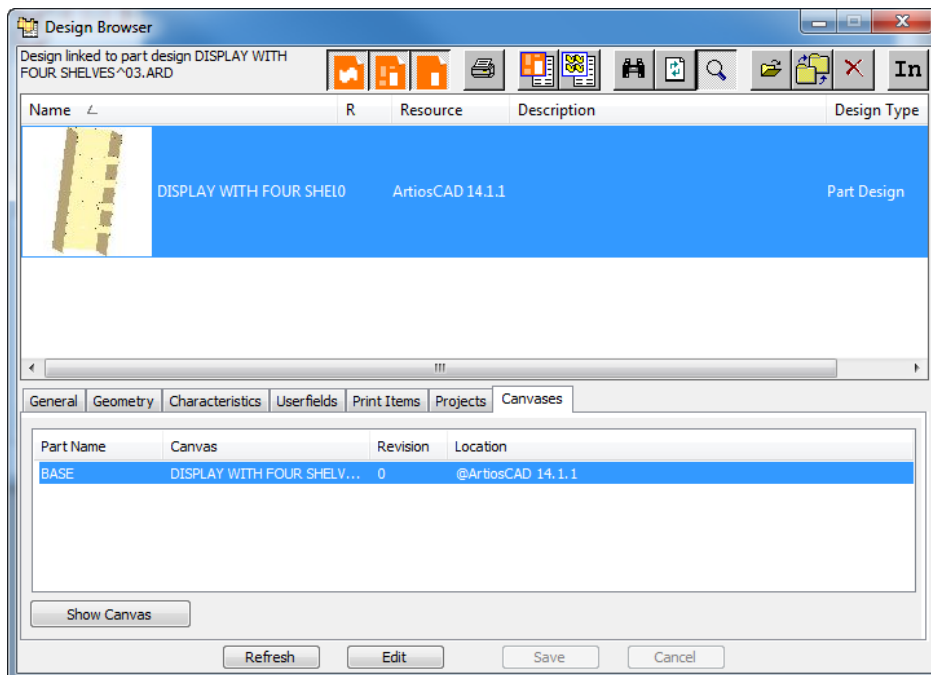 Design Browser
Design linked to part design DISPLAY WITH
FOUR SHELVES^03.ARD
In
Name R Resource Description Design Type
DISPLAY WITH FOUR SHEL0 ArtiosCAD 14.1.1 Part Design
General Geometry Characteristics Userfields Print Items Projects Canvases
Part Name Canvas Revision Location
BASE DISPLAY WITH FOUR SHELV... 0 @ArtiosCAD 14.1.1
Show Canvas
Refresh Edit Save Cancel